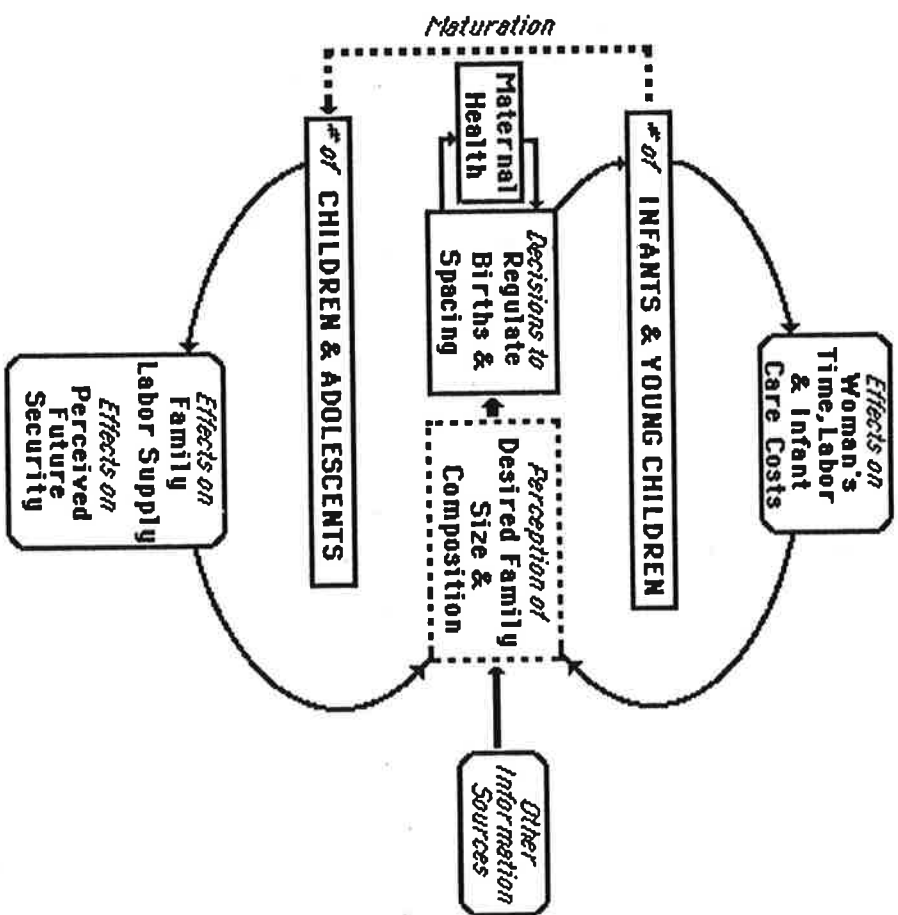 Maturation
# of INFANTS & YOUNG CHILDREN
Effects on
Woman's
Time, Labor
& Infant
Care Costs
Maternal
Health
Decisions to
Regulate
Births &
Spacing
Perception of
Desired Family
Size &
Composition
Other
Information
Sources
# of CHILDREN & ADOLESCENTS
Effects on
Family
Labor Supply
Effects on
Perceived
Future
Security